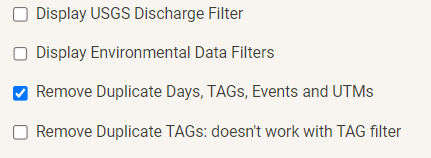 Display USGS Discharge Filter
Display Environmental Data Filters
Remove Duplicate Days, TAGs, Events and UTMs
Remove Duplicate TAGs: doesn't work with TAG filter